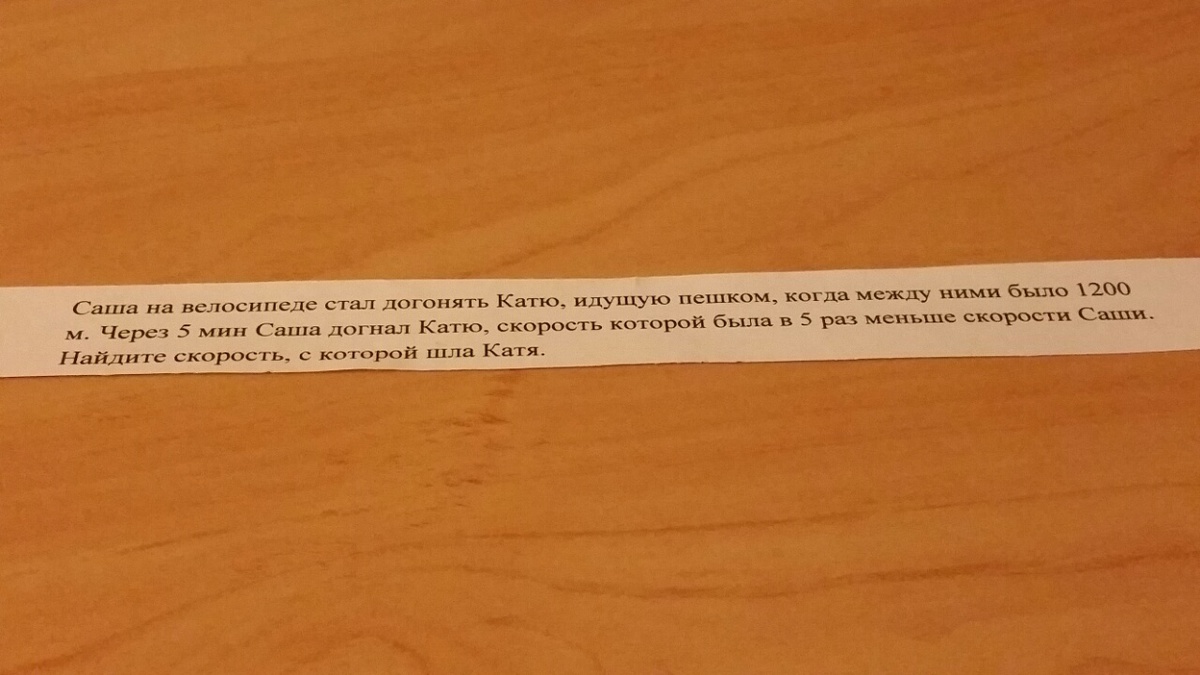 Саша на велосипеде стал догонять Катю, идущую пешком, когда между ними было 1200
м. Через 5 мин Саша догнал Катю, скорость которой была в 5 раз меньше скорости Саши.
Найдите скорость, с которой шла Катя.